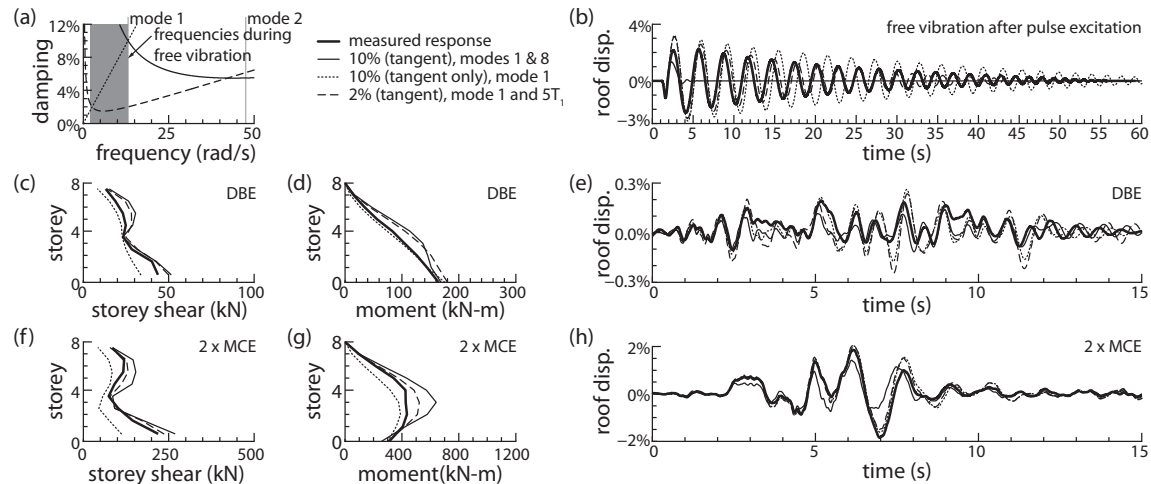 (a)
mode 1
mode 2
12%
8%
4%
0%
damping
frequencies during
free vibration
0
25
50
frequency (rad/s)
measured response
10% (tangent), modes 1 & 8
10% (tangent only), mode 1
2% (tangent), mode 1 and 5T1
(b)
free vibration after pulse excitation
4%
0%
−3%
roof disp.
0 5 10 15 20 25 30 35 40 45 50 55 60
time (s)
(c)
DBE
8
4
0
storey
0 25 50 75 100
storey shear (kN)
(d)
DBE
8
4
0
storey
0 100 200 300
moment (kN-m)
(e)
DBE
0.3%
0.0%
−0.3%
roof disp.
0 5 10 15
time (s)
(f)
2 x MCE
8
4
0
storey
0 25 50
storey shear (kN)
(g)
2 x MCE
8
4
0
storey
0 400 800 1200
moment(kN-m)
(h)
2 x MCE
2%
0%
−2%
roof disp.
0 5 10 15
time (s)